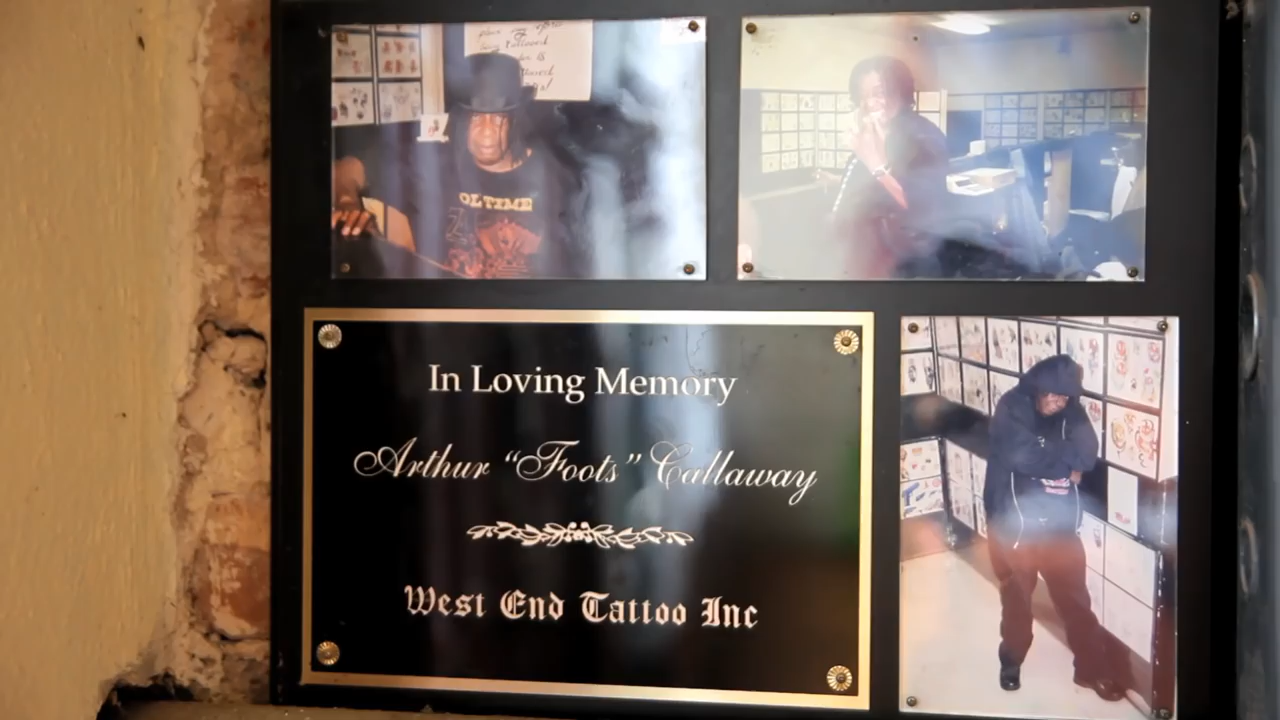 OL TIME
In Loving Memory
Arthur “Foots” Callaway
West End Tattoo Inc